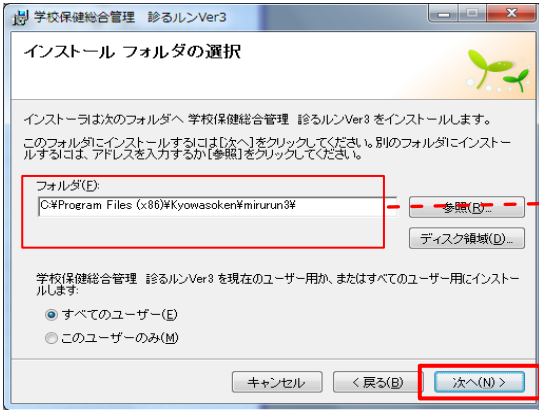 学校保健総合管理 診るルンVer3
インストール フォルダの選択
インストーラは次のフォルダへ 学校保健総合管理 診るルンVer3 をインストールします。
このフォルダにインストールするには[次へ]をクリックしてください。別のフォルダにインストー
ルするには、アドレスを入力するか[参照]をクリックしてください。
フォルダ(F):
C:¥Program Files (x86)¥Kyowasoken¥mirurun3¥
参照(R)...
ディスク領域(D)...
学校保健総合管理 診るルンVer3 を現在のユーザー用か、またはすべてのユーザー用にインストー
ルします:
すべてのユーザー(E)
このユーザーのみ(M)
キャンセル
< 戻る(B)
次へ(N) >